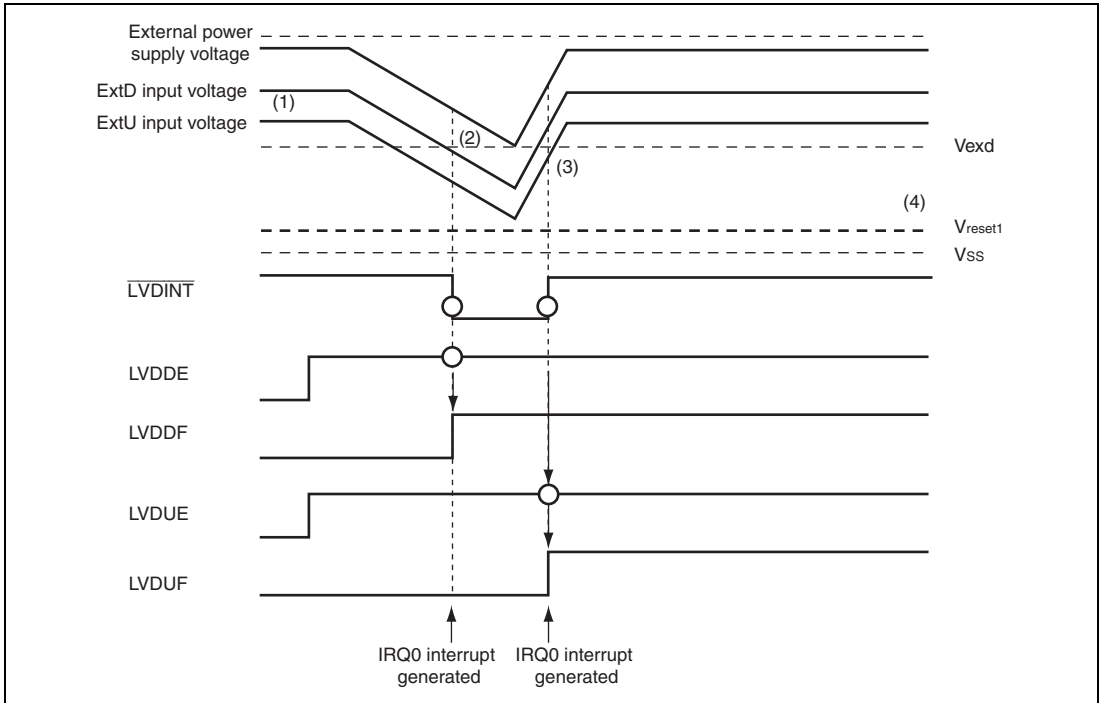 External power
supply voltage
ExtD input voltage
(1)
ExtU input voltage
(2)
Vexd
(3)
(4)
Vreset1
VSS
LVDINT
LVDDE
LVDDF
LVDUE
LVDUF
IRQ0 interrupt
generated
IRQ0 interrupt
generated